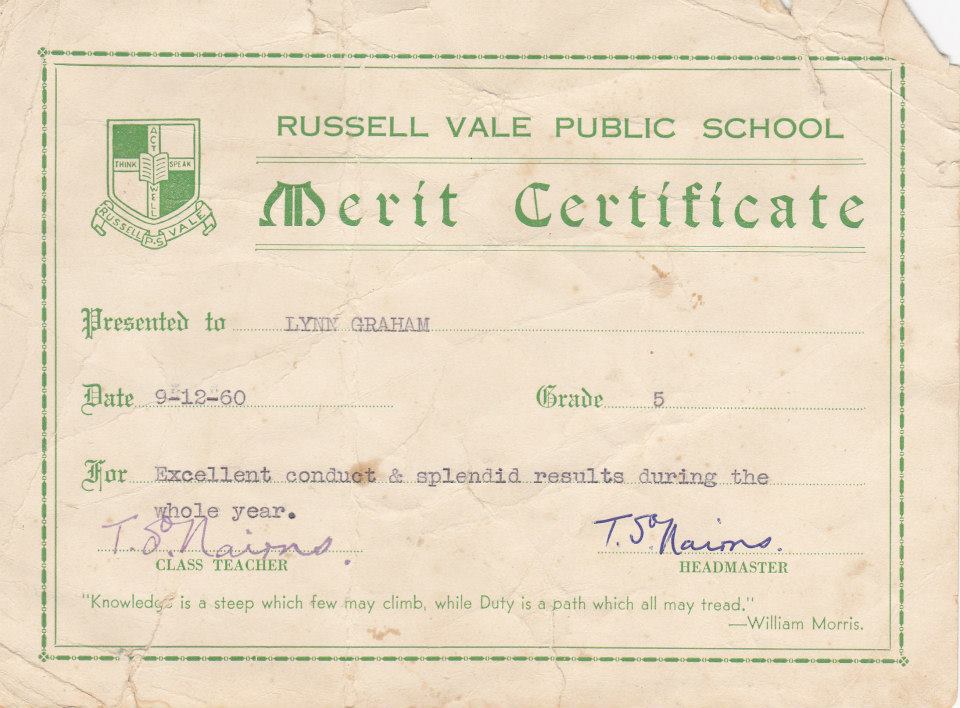 RUSSELL VALE PUBLIC SCHOOL
ACT
THINK SPEAK
WELL
RUSSELL P.S VALE
Merit Certificate
Presented to LYNN GRAHAM
Date 9-12-60 Grade 5
For Excellent conduct & splendid results during the
whole year.
T. Nairns. T. Nairns.
CLASS TEACHER HEADMASTER
"Knowledge is a steep which few may climb, while Duty is a path which all may tread."
—William Morris.